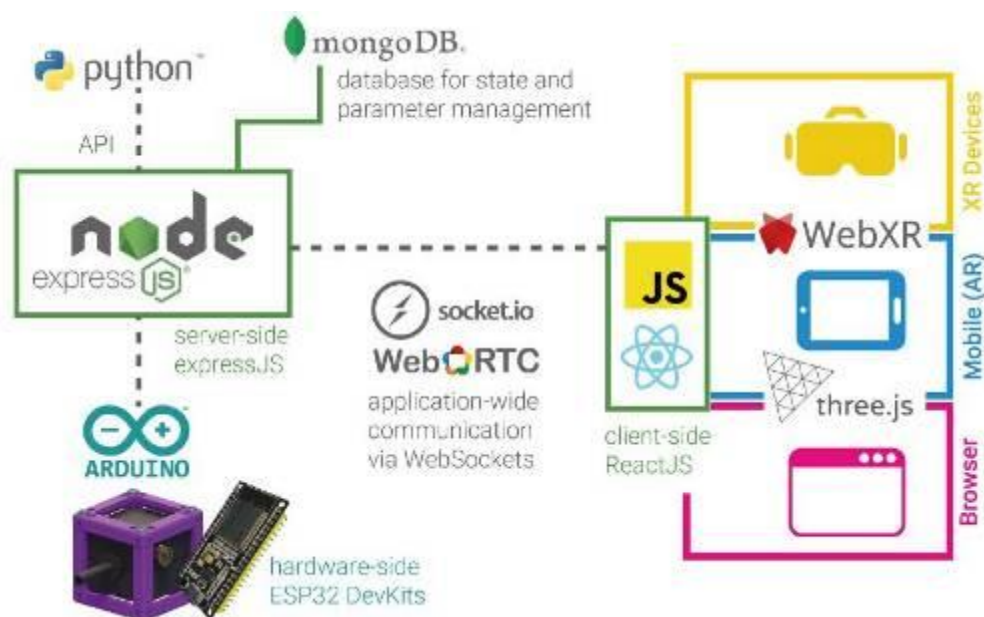 python™
mongoDB®
database for state and
parameter management
API
node
express JS®
server-side
expressJS
socket.io
WebRTC
application-wide
communication
via WebSockets
JS
client-side
ReactJS
WebXR
three.js
XR Devices
Mobile (AR)
Browser
ARDUINO
hardware-side
ESP32 DevKits